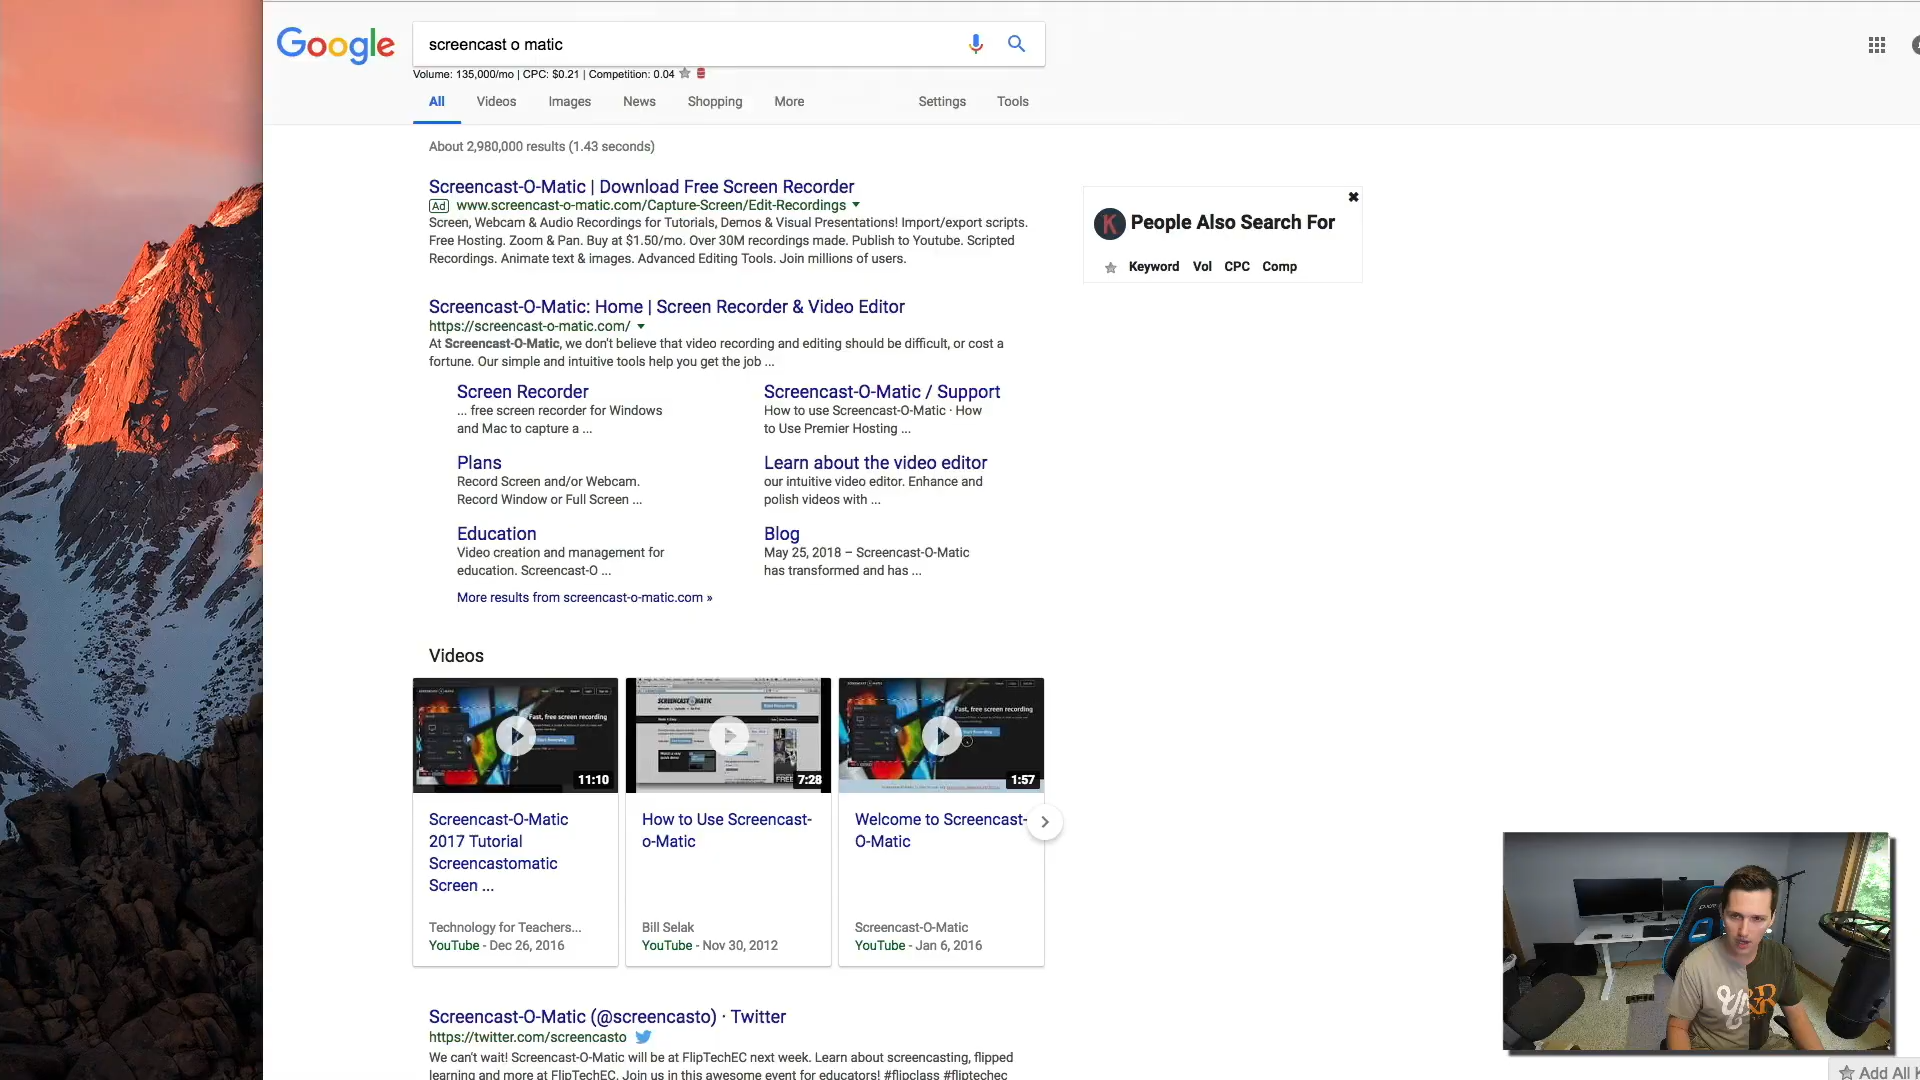 Google
screencast o matic
Volume: 135,000/mo | CPC: $0.21 | Competition: 0.04
All Videos Images News Shopping More Settings Tools
About 2,980,000 results (1.43 seconds)
Screencast-O-Matic | Download Free Screen Recorder
Ad www.screencast-o-matic.com/Capture-Screen/Edit-Recordings
Screen, Webcam & Audio Recordings for Tutorials, Demos & Visual Presentations! Import/export scripts.
Free Hosting. Zoom & Pan. Buy at $1.50/mo. Over 30M recordings made. Publish to Youtube. Scripted
Recordings. Animate text & images. Advanced Editing Tools. Join millions of users.
K People Also Search For
Keyword Vol CPC Comp
Screencast-O-Matic: Home | Screen Recorder & Video Editor
https://screencast-o-matic.com/
At Screencast-O-Matic, we don't believe that video recording and editing should be difficult, or cost a
fortune. Our simple and intuitive tools help you get the job ...
Screen Recorder
... free screen recorder for Windows
and Mac to capture a ...
Screencast-O-Matic / Support
How to use Screencast-O-Matic · How
to Use Premier Hosting ...
Plans
Record Screen and/or Webcam.
Record Window or Full Screen ...
Learn about the video editor
our intuitive video editor. Enhance and
polish videos with ...
Education
Video creation and management for
education. Screencast-O ...
Blog
May 25, 2018 – Screencast-O-Matic
has transformed and has ...
More results from screencast-o-matic.com »
Videos
Fast, free screen recording
11:10
SCREENCAST-O-MATIC
FREE
7:28
Fast, free screen recording
1:57
Screencast-O-Matic
2017 Tutorial
Screencastomatic
Screen ...
Technology for Teachers...
YouTube - Dec 26, 2016
How to Use Screencast-
o-Matic
Bill Selak
YouTube - Nov 30, 2012
Welcome to Screencast-
O-Matic
Screencast-O-Matic
YouTube - Jan 6, 2016
Screencast-O-Matic (@screencasto) · Twitter
https://twitter.com/screencasto
We can't wait! Screencast-O-Matic will be at FlipTechEC next week. Learn about screencasting, flipped
learning and more at FlipTechEC. Join us in this awesome event for educators! #flipclass #fliptechec
Add All K